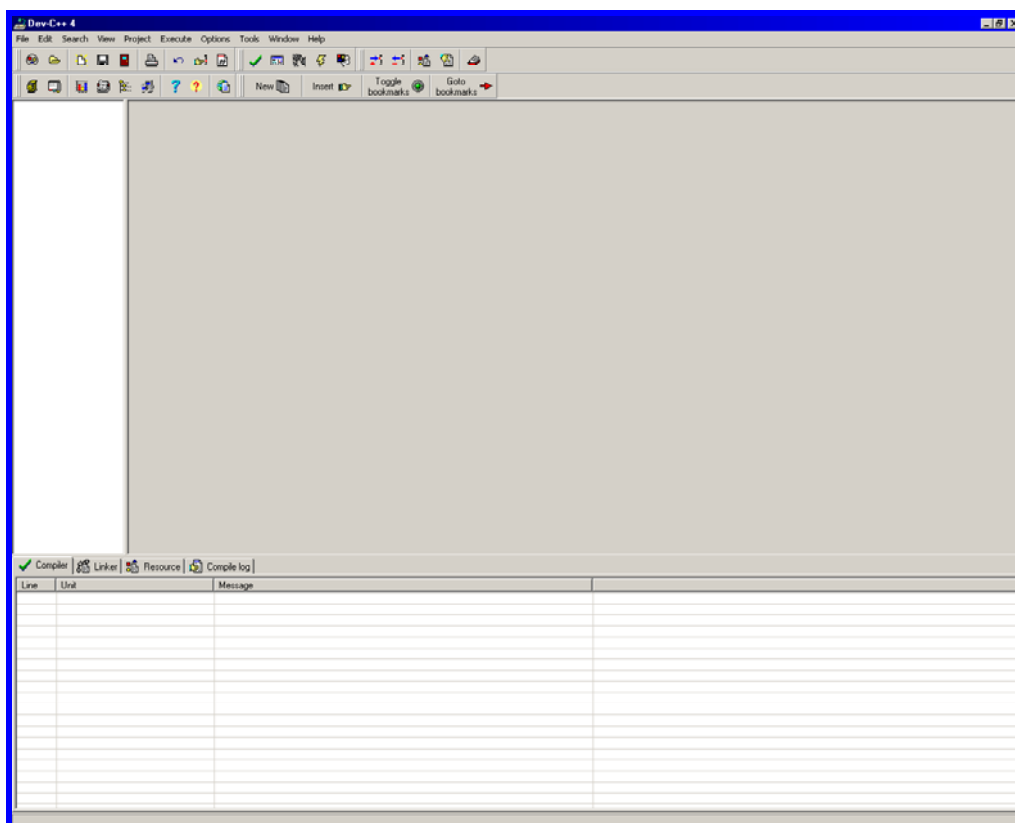 Dev-C++ 4
File Edit Search View Project Execute Options Tools Window Help
New Insert Toggle bookmarks Goto bookmarks
Compiler Linker Resource Compile log
Line Unit Message